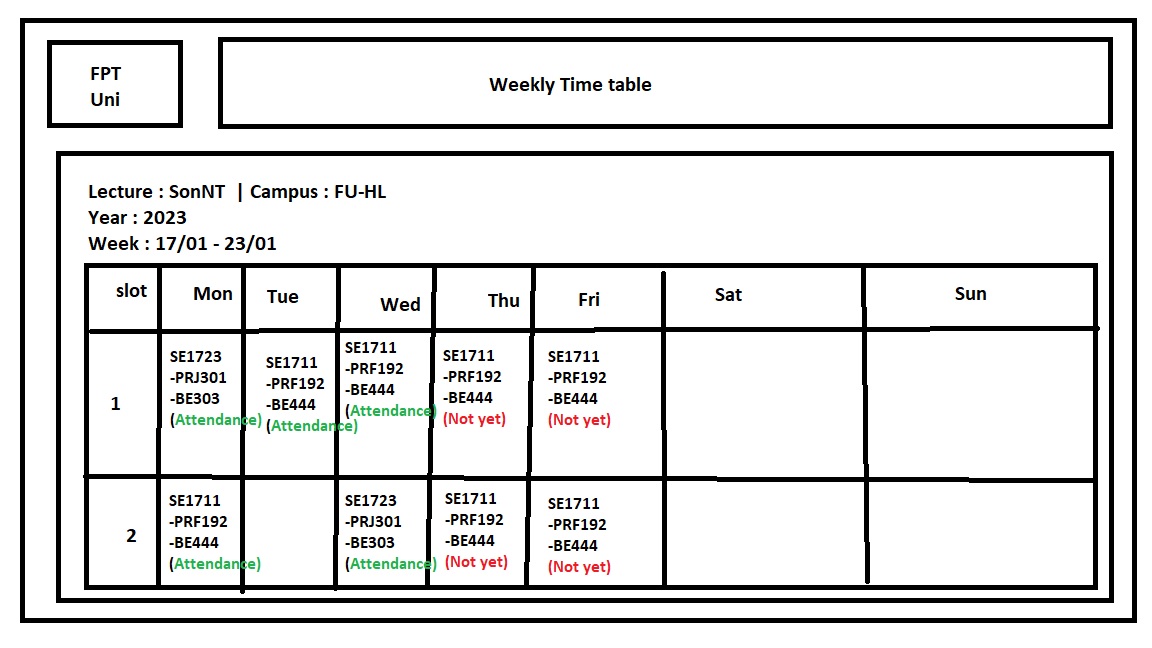 FPT
Uni
Weekly Time table
Lecture : SonNT | Campus : FU-HL
Year : 2023
Week : 17/01 - 23/01
slot Mon Tue Wed Thu Fri Sat Sun
1
SE1723
-PRJ301
-BE303
(Attendance)
SE1711
-PRF192
-BE444
(Attendance)
SE1711
-PRF192
-BE444
(Attendance)
SE1711
-PRF192
-BE444
(Not yet)
SE1711
-PRF192
-BE444
(Not yet)
2
SE1711
-PRF192
-BE444
(Attendance)
SE1723
-PRJ301
-BE303
(Attendance)
SE1711
-PRF192
-BE444
(Not yet)
SE1711
-PRF192
-BE444
(Not yet)